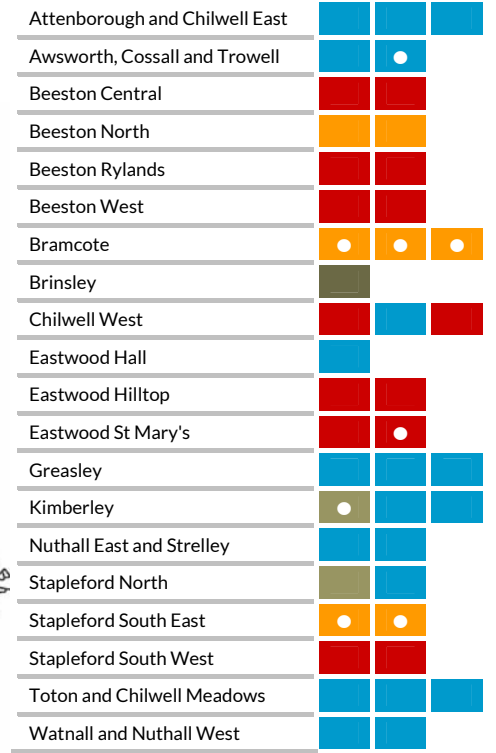 Attenborough and Chilwell East
Awsworth, Cossall and Trowell
Beeston Central
Beeston North
Beeston Rylands
Beeston West
Bramcote
Brinsley
Chilwell West
Eastwood Hall
Eastwood Hilltop
Eastwood St Mary's
Greasley
Kimberley
Nuthall East and Strelley
Stapleford North
Stapleford South East
Stapleford South West
Toton and Chilwell Meadows
Watnall and Nuthall West